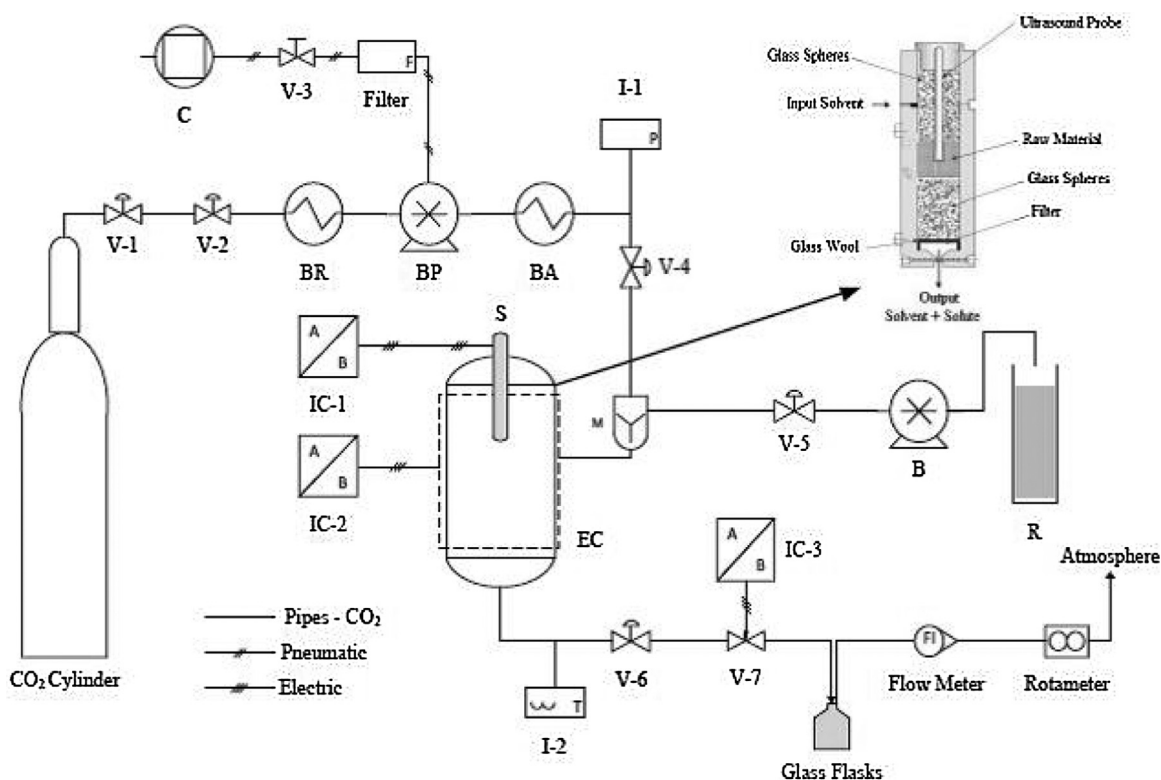 Ultrasound Probe
Glass Spheres
Input Solvent
Raw Material
Glass Spheres
Filter
Glass Wool
Output
Solvent + Solute
C
V-3
F
Filter
I-1
P
V-1
V-2
BR
BP
BA
V-4
S
A
B
IC-1
A
B
IC-2
M
EC
V-5
B
R
A
B
IC-3
Atmosphere
Pipes - CO₂
Pneumatic
Electric
CO₂ Cylinder
T
I-2
V-6
V-7
FI
Flow Meter
Rotameter
Glass Flasks